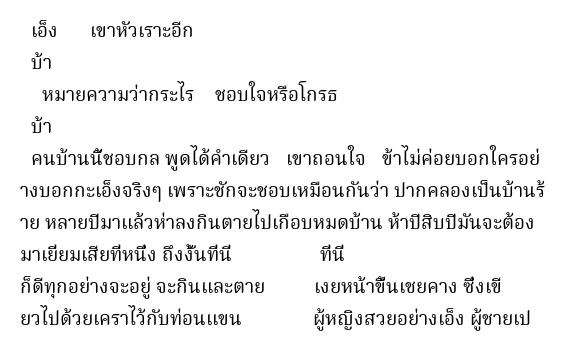 เอ็ง เขาหัวเราะอีก
บ้า
หมายความว่ากระไร ชอบใจหรือโกรธ
บ้า
คนบ้านนี้ชอบกล พูดได้คำเดียว เขาถอนใจ ข้าไม่ค่อยบอกใครอย่
างบอกกะเอ็งจริงๆ เพราะชักจะชอบเหมือนกันว่า ปากคลองเป็นบ้านร้
าย หลายปีมาแล้วห่าลงกินตายไปเกือบหมดบ้าน ห้าปีสิบปีมันจะต้อง
มาเยี่ยมเสียทีหนึ่ง ถึงงั้นที่นี่ ที่นี่
ก็ดีทุกอย่างจะอยู่ จะกินและตาย เงยหน้าขึ้นเชยคาง ซึ่งเขี
ยวไปด้วยเคราไว้กับท่อนแขน ผู้หญิงสวยอย่างเอ็ง ผู้ชายเป